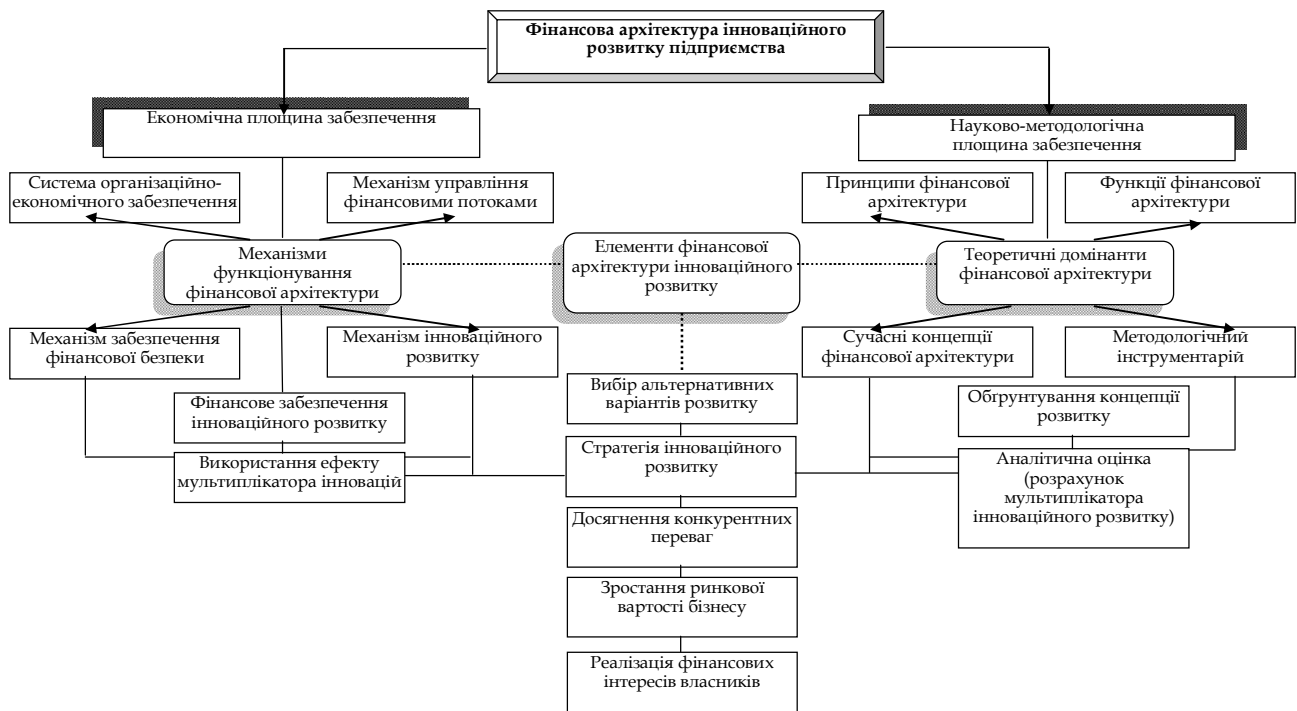 Фінансова архітектура інноваційного
розвитку підприємства
Економічна площина забезпечення
Науково-методологічна
площина забезпечення
Система організаційно-
економічного забезпечення
Механізм управління
фінансовими потоками
Принципи фінансової
архітектури
Функції фінансової
архітектури
Механізми
функціонування
фінансової архітектури
Елементи фінансової
архітектури інноваційного
розвитку
Теоретичні домінанти
фінансової архітектури
Механізм забезпечення
фінансової безпеки
Механізм інноваційного
розвитку
Сучасні концепції
фінансової архітектури
Методологічний
інструментарій
Фінансове забезпечення
інноваційного розвитку
Вибір альтернативних
варіантів розвитку
Обґрунтування концепції
розвитку
Використання ефекту
мультиплікатора інновацій
Стратегія інноваційного
розвитку
Аналітична оцінка
(розрахунок
мультиплікатора
інноваційного розвитку)
Досягнення конкурентних
переваг
Зростання ринкової
вартості бізнесу
Реалізація фінансових
інтересів власників